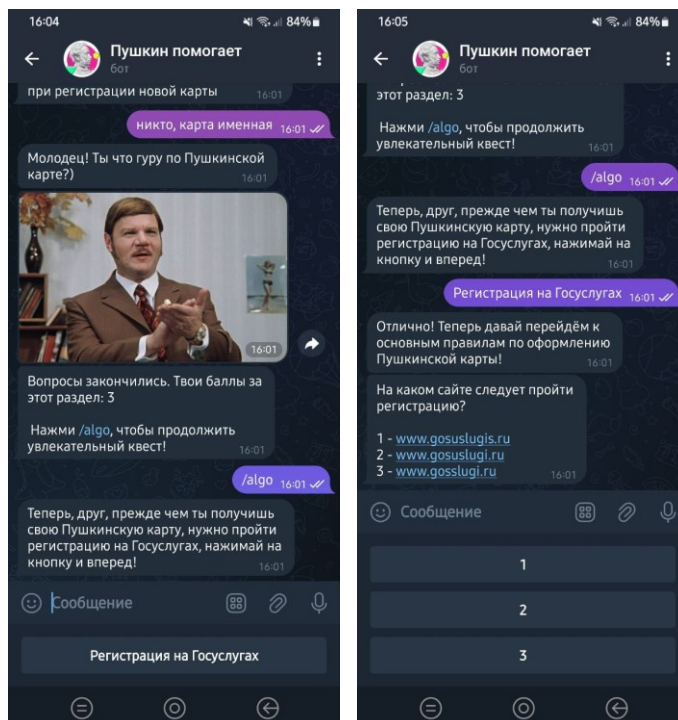 16:04
84%
Пушкин помогает
бот
при регистрации новой карты 16:01
никто, карта именная 16:01
Молодец! Ты что гуру по Пушкинской
карте?) 16:01
16:01
Вопросы закончились. Твои баллы за
этот раздел: 3
Нажми /algo, чтобы продолжить
увлекательный квест! 16:01
/algo 16:01
Теперь, друг, прежде чем ты получишь
свою Пушкинскую карту, нужно пройти
регистрацию на Госуслугах, нажимай на
кнопку и вперед! 16:01
Сообщение
Регистрация на Госуслугах
16:05
84%
Пушкин помогает
бот
этот раздел: 3
Нажми /algo, чтобы продолжить
увлекательный квест! 16:01
/algo 16:01
Теперь, друг, прежде чем ты получишь
свою Пушкинскую карту, нужно пройти
регистрацию на Госуслугах, нажимай на
кнопку и вперед! 16:01
Регистрация на Госуслугах 16:01
Отлично! Теперь давай перейдём к
основным правилам по оформлению
Пушкинской карты! 16:01
На каком сайте следует пройти
регистрацию?
1 - www.gosuslugis.ru
2 - www.gosuslugi.ru
3 - www.gosslugi.ru 16:01
Сообщение
1
2
3